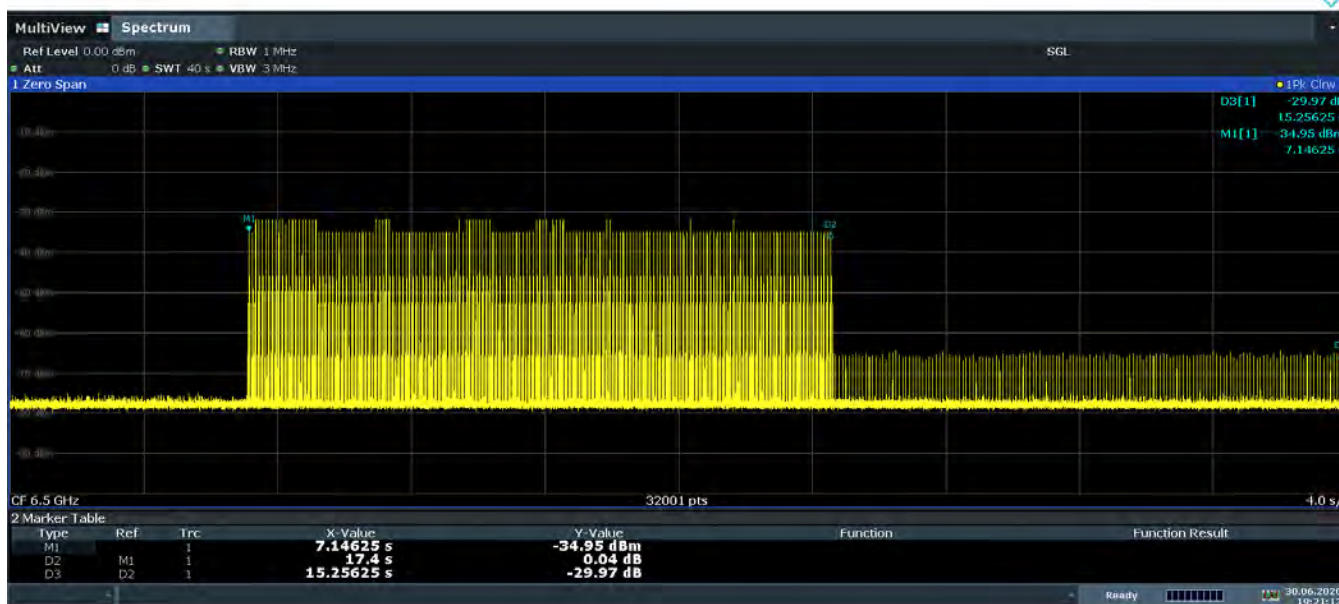 MultiView Spectrum
Ref Level 0.00 dBm RBW 1 MHz SGL
Att 0 dB SWT 40 s VBW 3 MHz
1 Zero Span 1Pk Clrw
D3[1] -29.97 d
15.25625
M1[1] -34.95 dBm
7.14625
M1
D2
D
CF 6.5 GHz 32001 pts 4.0 s/
2 Marker Table
Type Ref Trc X-Value Y-Value Function Function Result
M1 1 7.14625 s -34.95 dBm
D2 M1 1 17.4 s 0.04 dB
D3 D2 1 15.25625 s -29.97 dB
Ready 30.06.2020